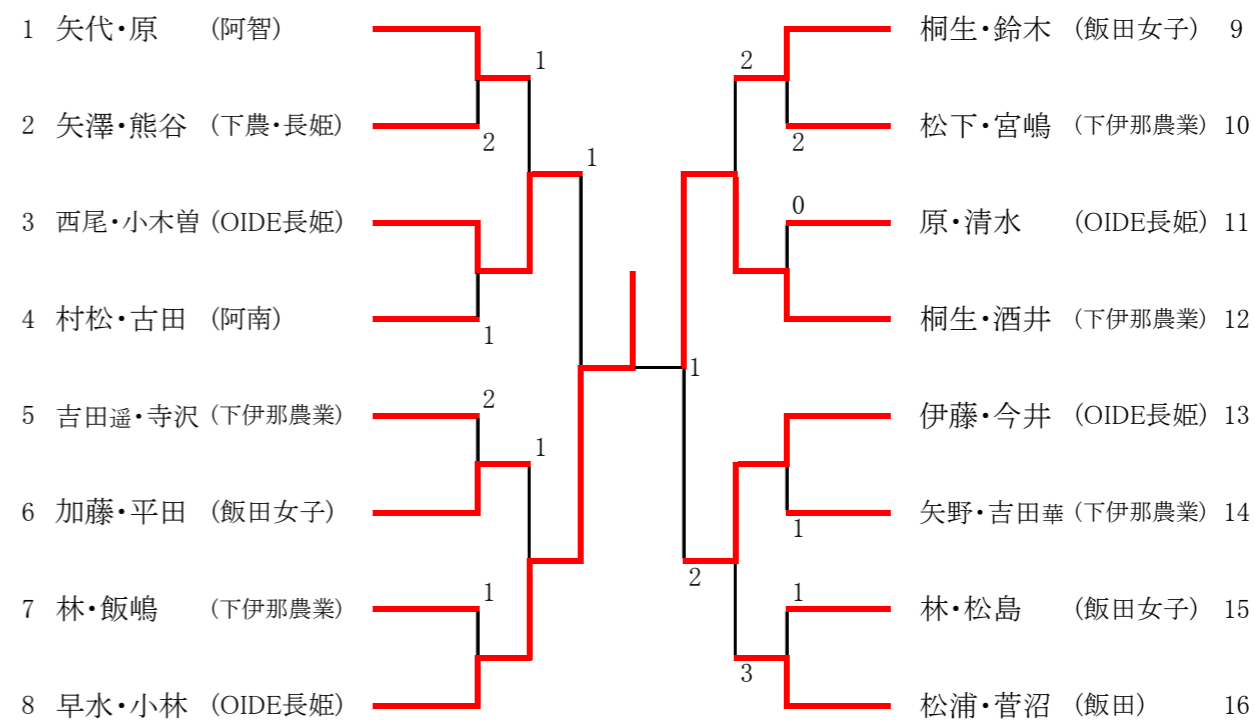 1 矢代・原 (阿智)
2 矢澤・熊谷 (下農・長姫)
3 西尾・小木曽 (OIDE長姫)
4 村松・古田 (阿南)
5 吉田遥・寺沢 (下伊那農業)
6 加藤・平田 (飯田女子)
7 林・飯嶋 (下伊那農業)
8 早水・小林 (OIDE長姫)
1
2
1
1
2
1
1
1
2
2
0
1
1
2
1
3
桐生・鈴木 (飯田女子) 9
松下・宮嶋 (下伊那農業) 10
原・清水 (OIDE長姫) 11
桐生・酒井 (下伊那農業) 12
伊藤・今井 (OIDE長姫) 13
矢野・吉田華 (下伊那農業) 14
林・松島 (飯田女子) 15
松浦・菅沼 (飯田) 16